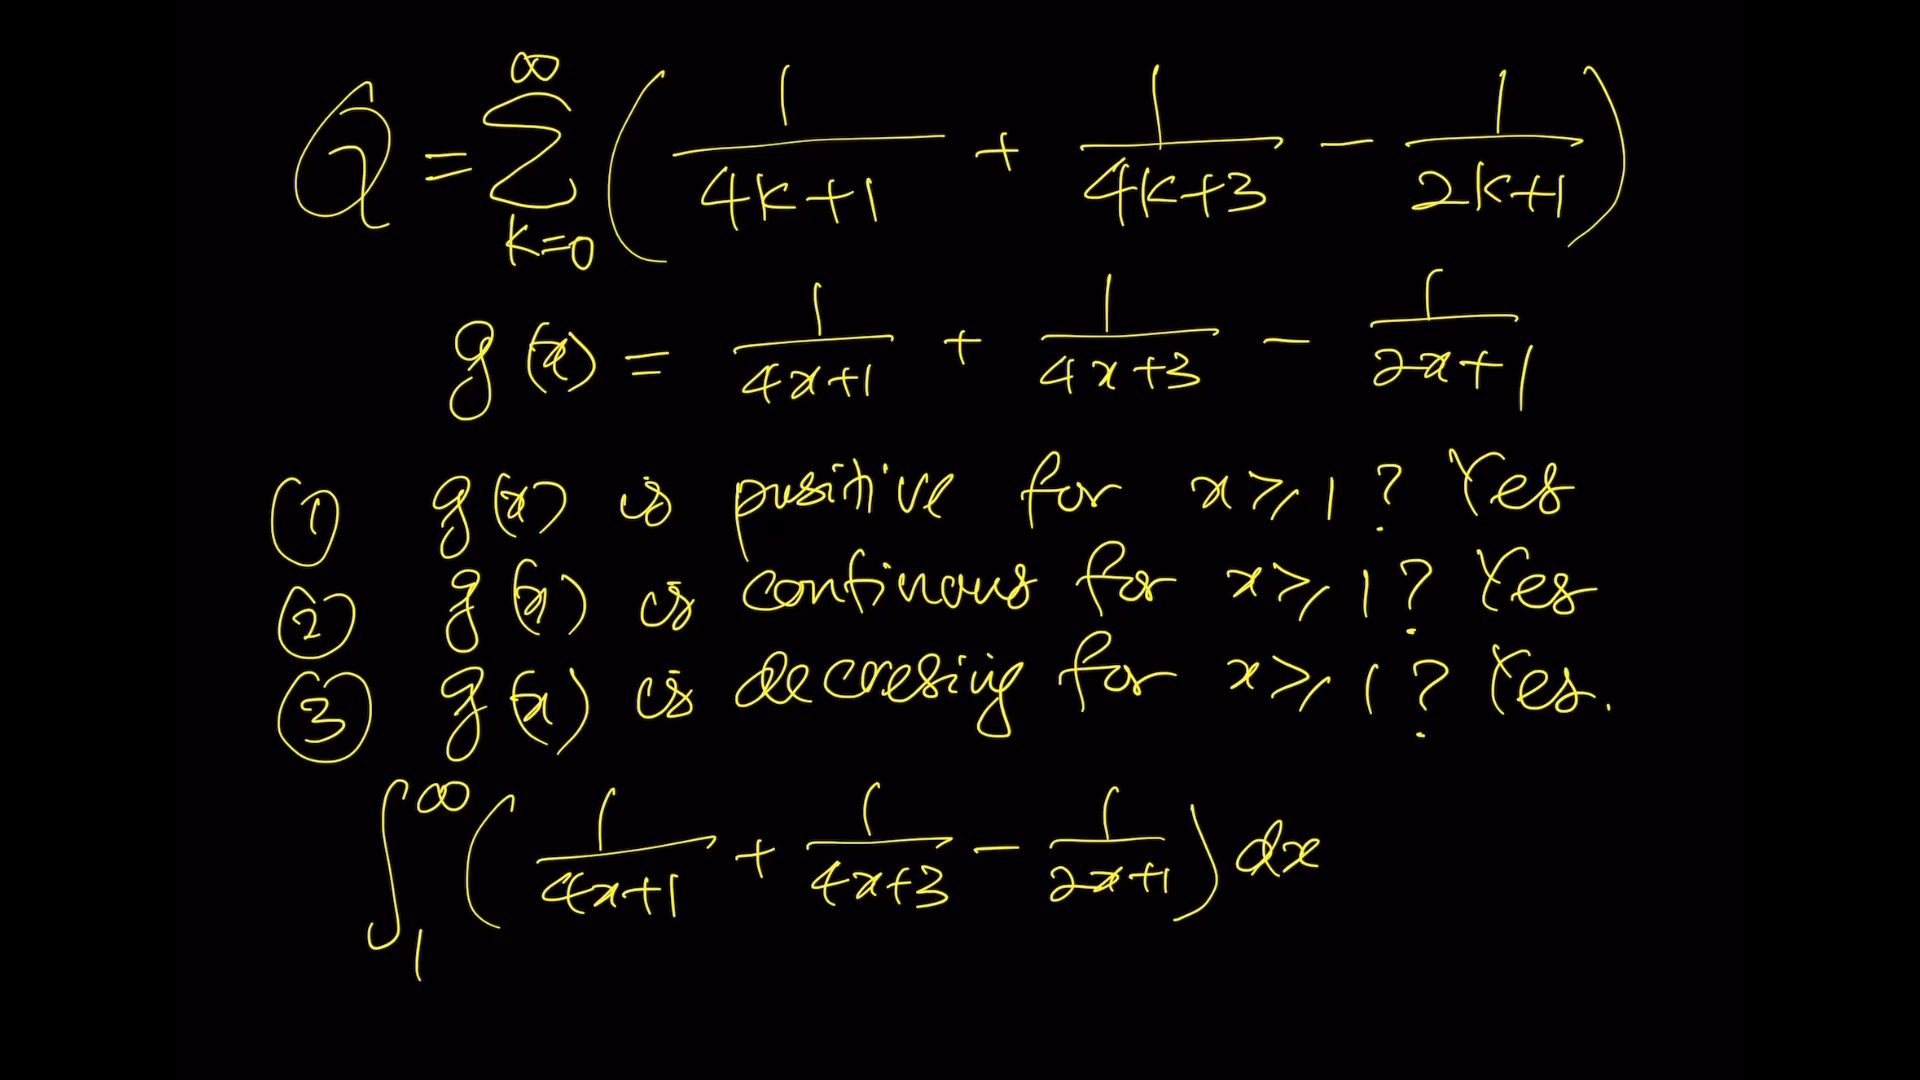 Q = ∑_{k=0}^{∞} ( 1/(4k+1) + 1/(4k+3) − 1/(2k+1) )
g(x) = 1/(4x+1) + 1/(4x+3) − 1/(2x+1)
① g(x) is positive for x ⩾ 1 ? Yes
② g(x) is continous for x ⩾ 1 ? Yes
③ g(x) is decresing for x ⩾ 1 ? Yes.
∫_1^∞ ( 1/(4x+1) + 1/(4x+3) − 1/(2x+1) ) dx